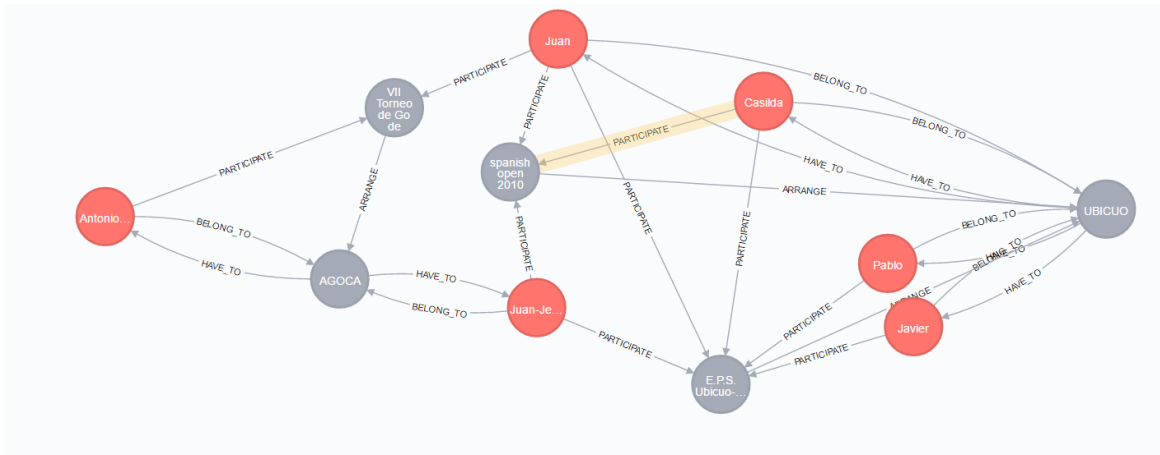 Juan
BELONG_TO
PARTICIPATE
VII
Torneo
de Go
de
PARTICIPATE
Casilda
PARTICIPATE
BELONG_TO
PARTICIPATE
spanish
open
2010
HAVE_TO
HAVE_TO
ARRANGE
ARRANGE
PARTICIPATE
UBICUO
Antonio...
BELONG_TO
PARTICIPATE
PARTICIPATE
PARTICIPATE
BELONG_TO
HAVE_TO
AGOCA
HAVE_TO
BELONG_TO
Juan-Je...
Pablo
HAVE_TO
BELONG_TO
HAVE_TO
ARRANGE
Javier
PARTICIPATE
PARTICIPATE
PARTICIPATE
E.P.S.
Ubicuo-...